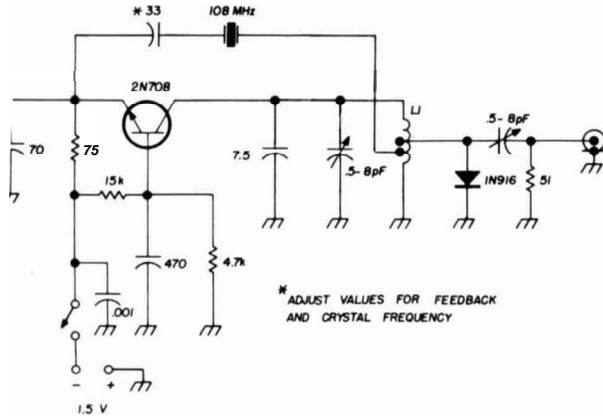 * 33
108 MHz
2N708
L1
.5-8pF
70
75
7.5
.5-8pF
1N916
51
15k
470
4.7k
.001
* ADJUST VALUES FOR FEEDBACK
AND CRYSTAL FREQUENCY
- +
1.5 V